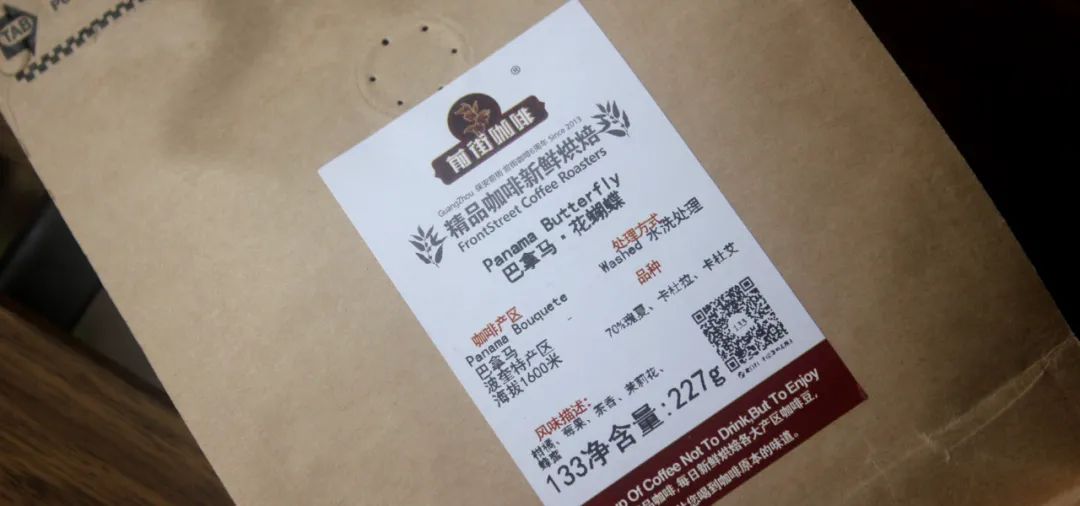 TAB
®
前街咖啡
GuangZhou 保安前街 前街咖啡6周年 Since 2013
精品咖啡新鲜烘焙
FrontStreet Coffee Roasters
Panama Butterfly
巴拿马·花蝴蝶
处理方式
Washed 水洗处理
咖啡产区
Panama Bouquete
巴拿马
波奎特产区
海拔1600米
品种
70%瑰夏、卡杜拉、卡杜艾
风味描述:
柑橘、莓果、茶香、茉莉花、
蜂蜜
133净含量:227g
p Of Coffee Not To Drink,But To Enjoy
品咖啡,每日新鲜烘焙各大产区咖啡豆,
让您喝到咖啡原本的味道。